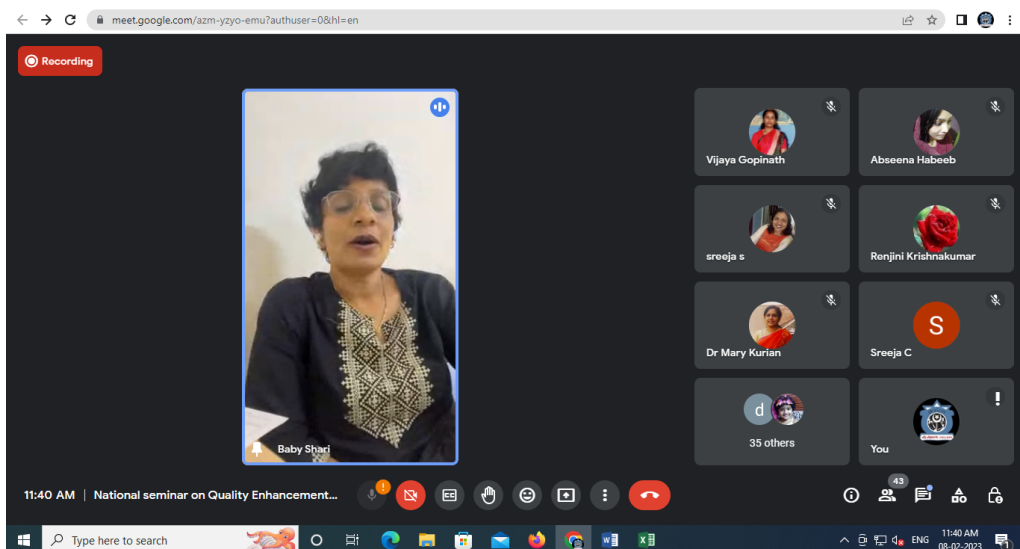 meet.google.com/azm-yzyo-emu?authuser=0&hl=en
Recording
Vijaya Gopinath
Abseena Habeeb
sreeja s
Renjini Krishnakumar
Dr Mary Kurian
S
Sreeja C
d
35 others
You
Baby Shari
11:40 AM | National seminar on Quality Enhancement...
CC
43
Type here to search
ENG
11:40 AM
08-02-2023